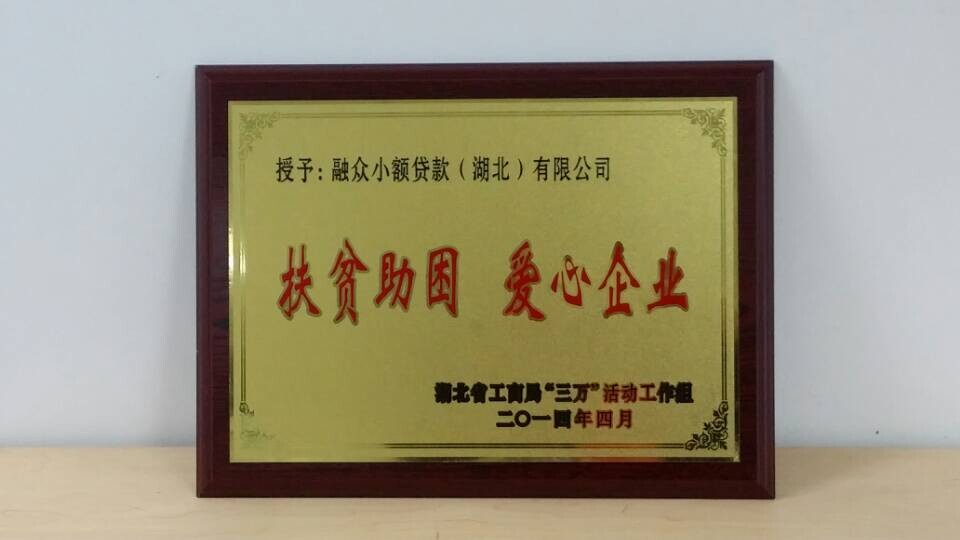 授予：融众小额贷款（湖北）有限公司
扶贫助困 爱心企业
湖北省工商局“三万”活动工作组
二〇一四年四月